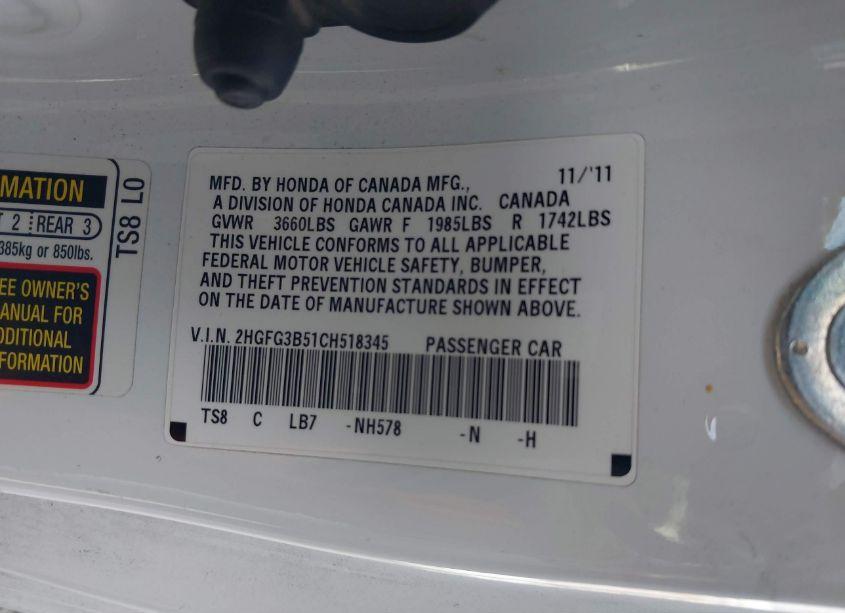 MATION
T 2 REAR 3
385kg or 850lbs.
EE OWNER'S
ANUAL FOR
DDITIONAL
FORMATION
TS8 L0
MFD. BY HONDA OF CANADA MFG., 11/'11
A DIVISION OF HONDA CANADA INC. CANADA
GVWR 3660LBS GAWR F 1985LBS R 1742LBS
THIS VEHICLE CONFORMS TO ALL APPLICABLE
FEDERAL MOTOR VEHICLE SAFETY, BUMPER,
AND THEFT PREVENTION STANDARDS IN EFFECT
ON THE DATE OF MANUFACTURE SHOWN ABOVE.
V.I.N. 2HGFG3B51CH518345 PASSENGER CAR
TS8 C LB7 -NH578 -N -H